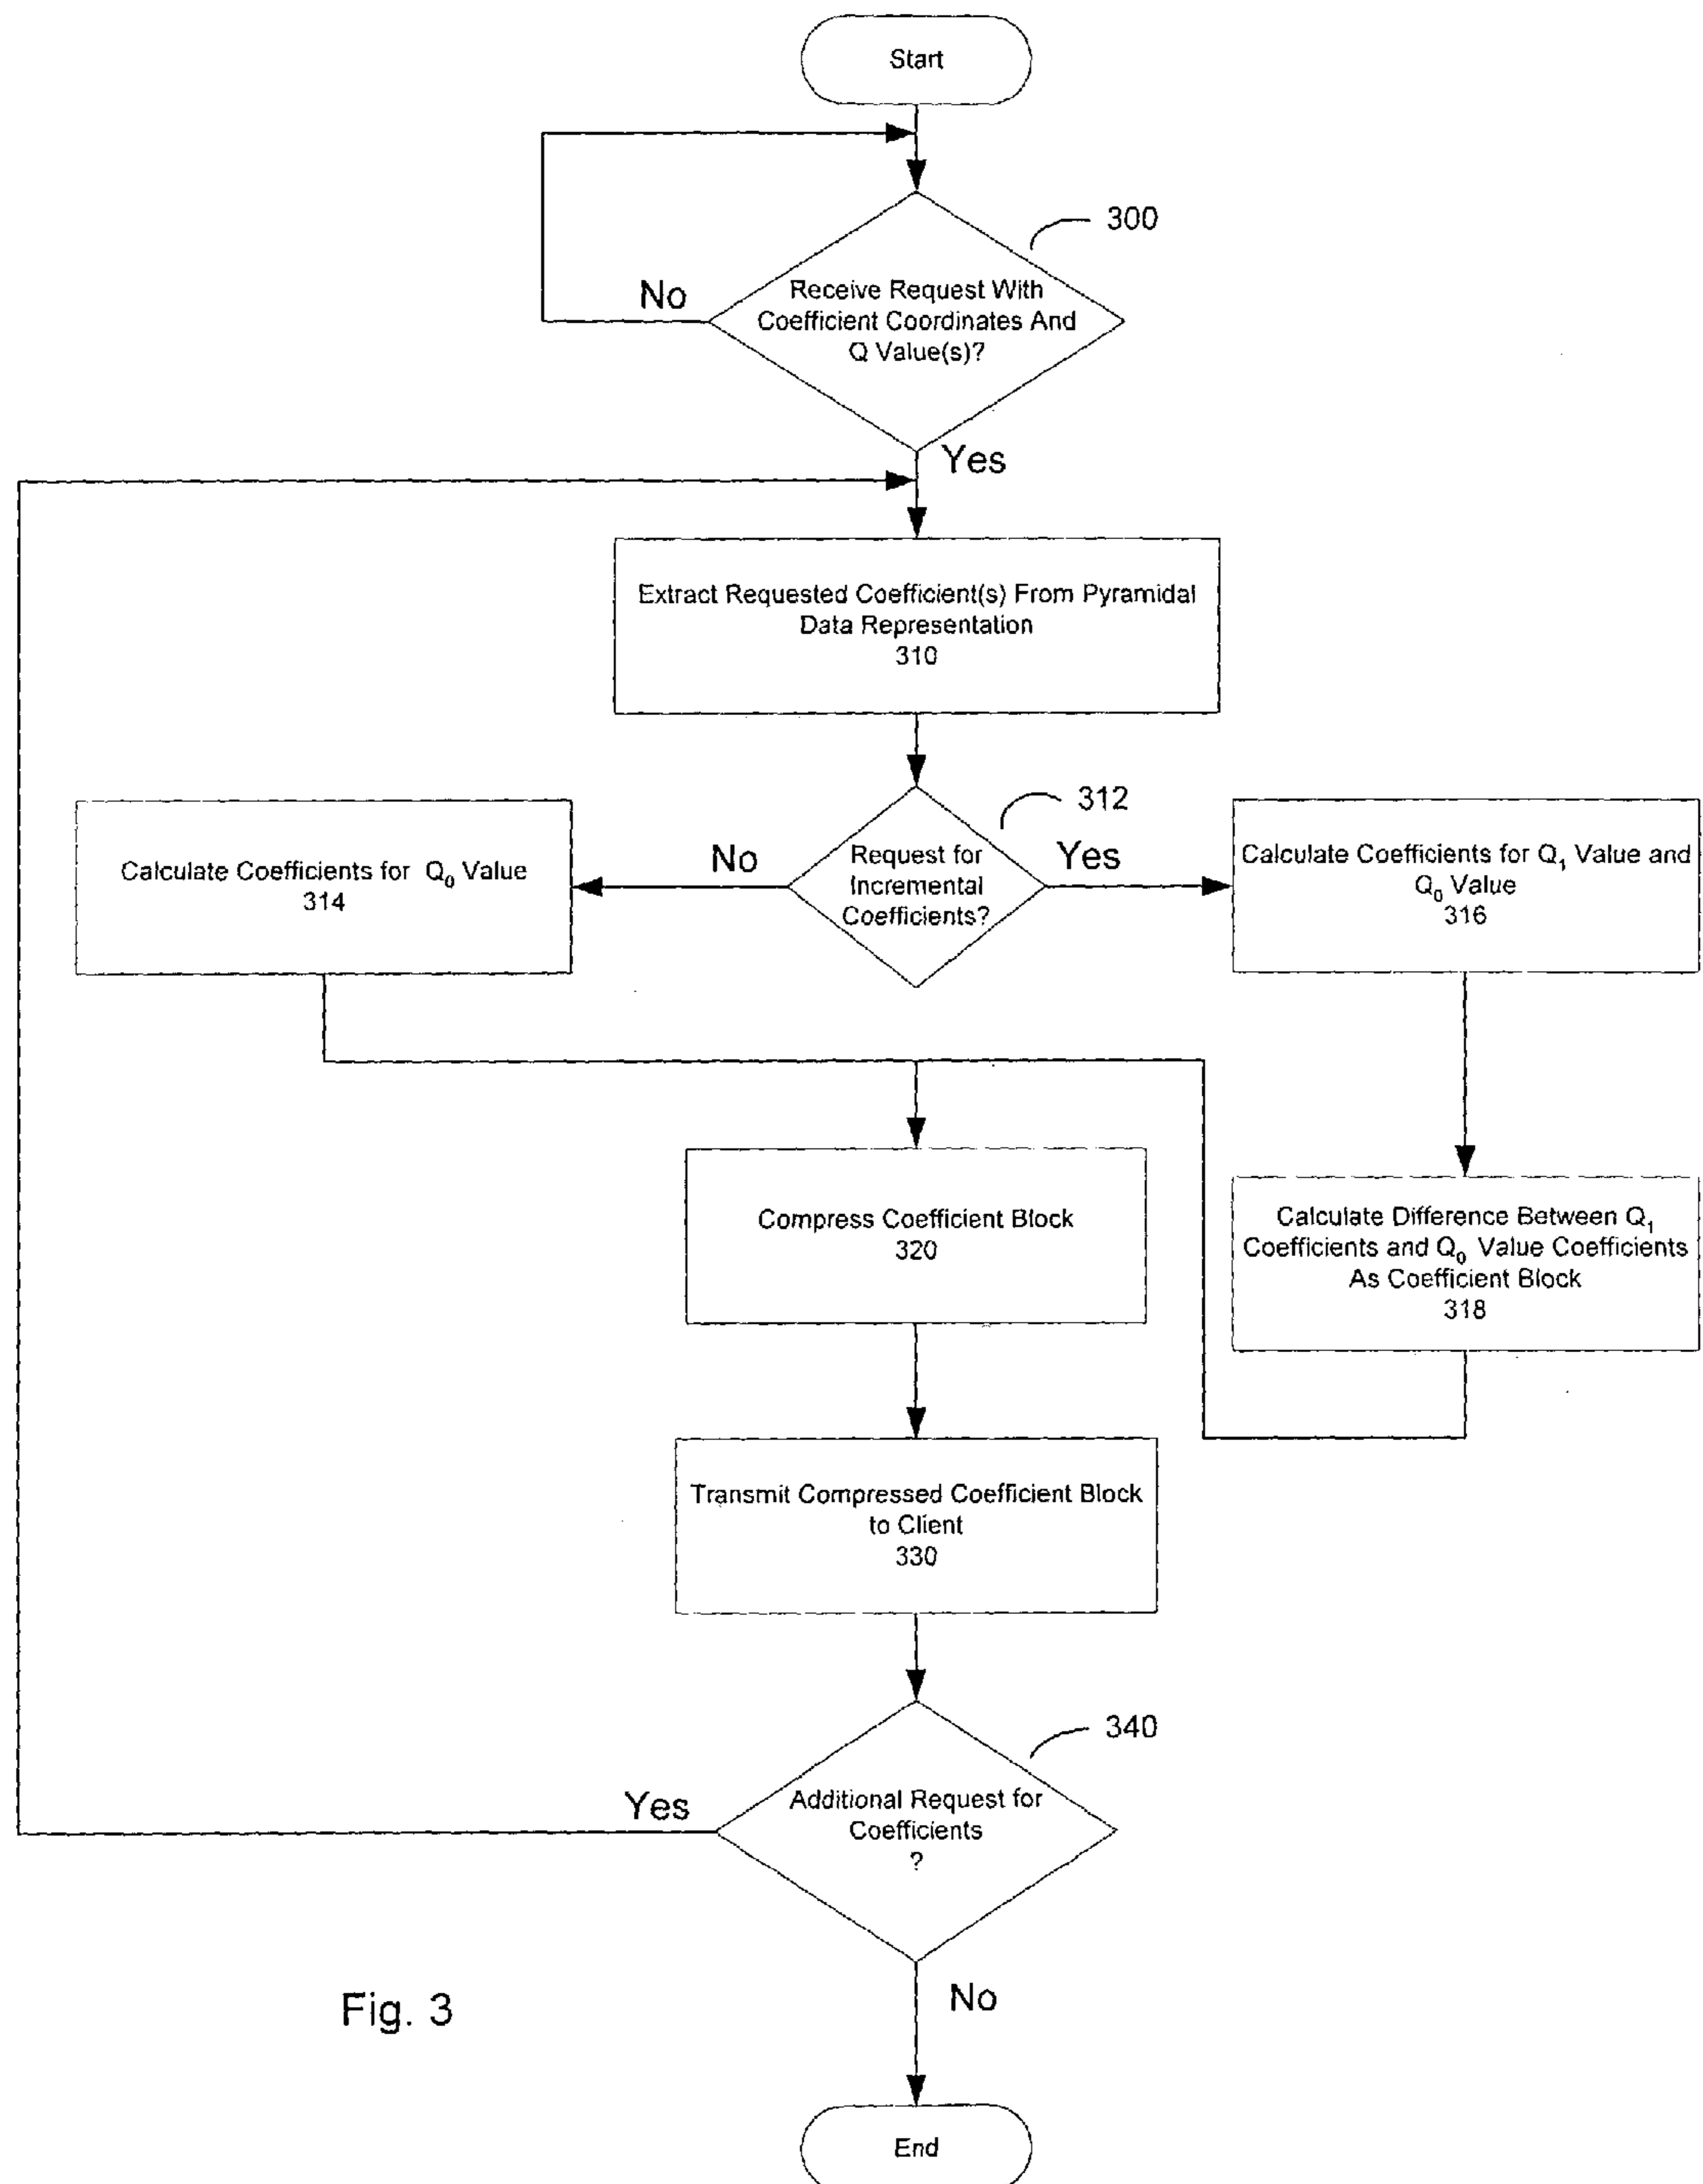 Start
300
No
Receive Request With
Coefficient Coordinates And
Q Value(s)?
Yes
Extract Requested Coefficient(s) From Pyramidal
Data Representation
310
312
No
Request for
Incremental
Coefficients?
Yes
Calculate Coefficients for Q₀ Value
314
Calculate Coefficients for Q₁ Value and
Q₀ Value
316
Compress Coefficient Block
320
Calculate Difference Between Q₁
Coefficients and Q₀ Value Coefficients
As Coefficient Block
318
Transmit Compressed Coefficient Block
to Client
330
340
Yes
Additional Request for
Coefficients
?
No
Fig. 3
End